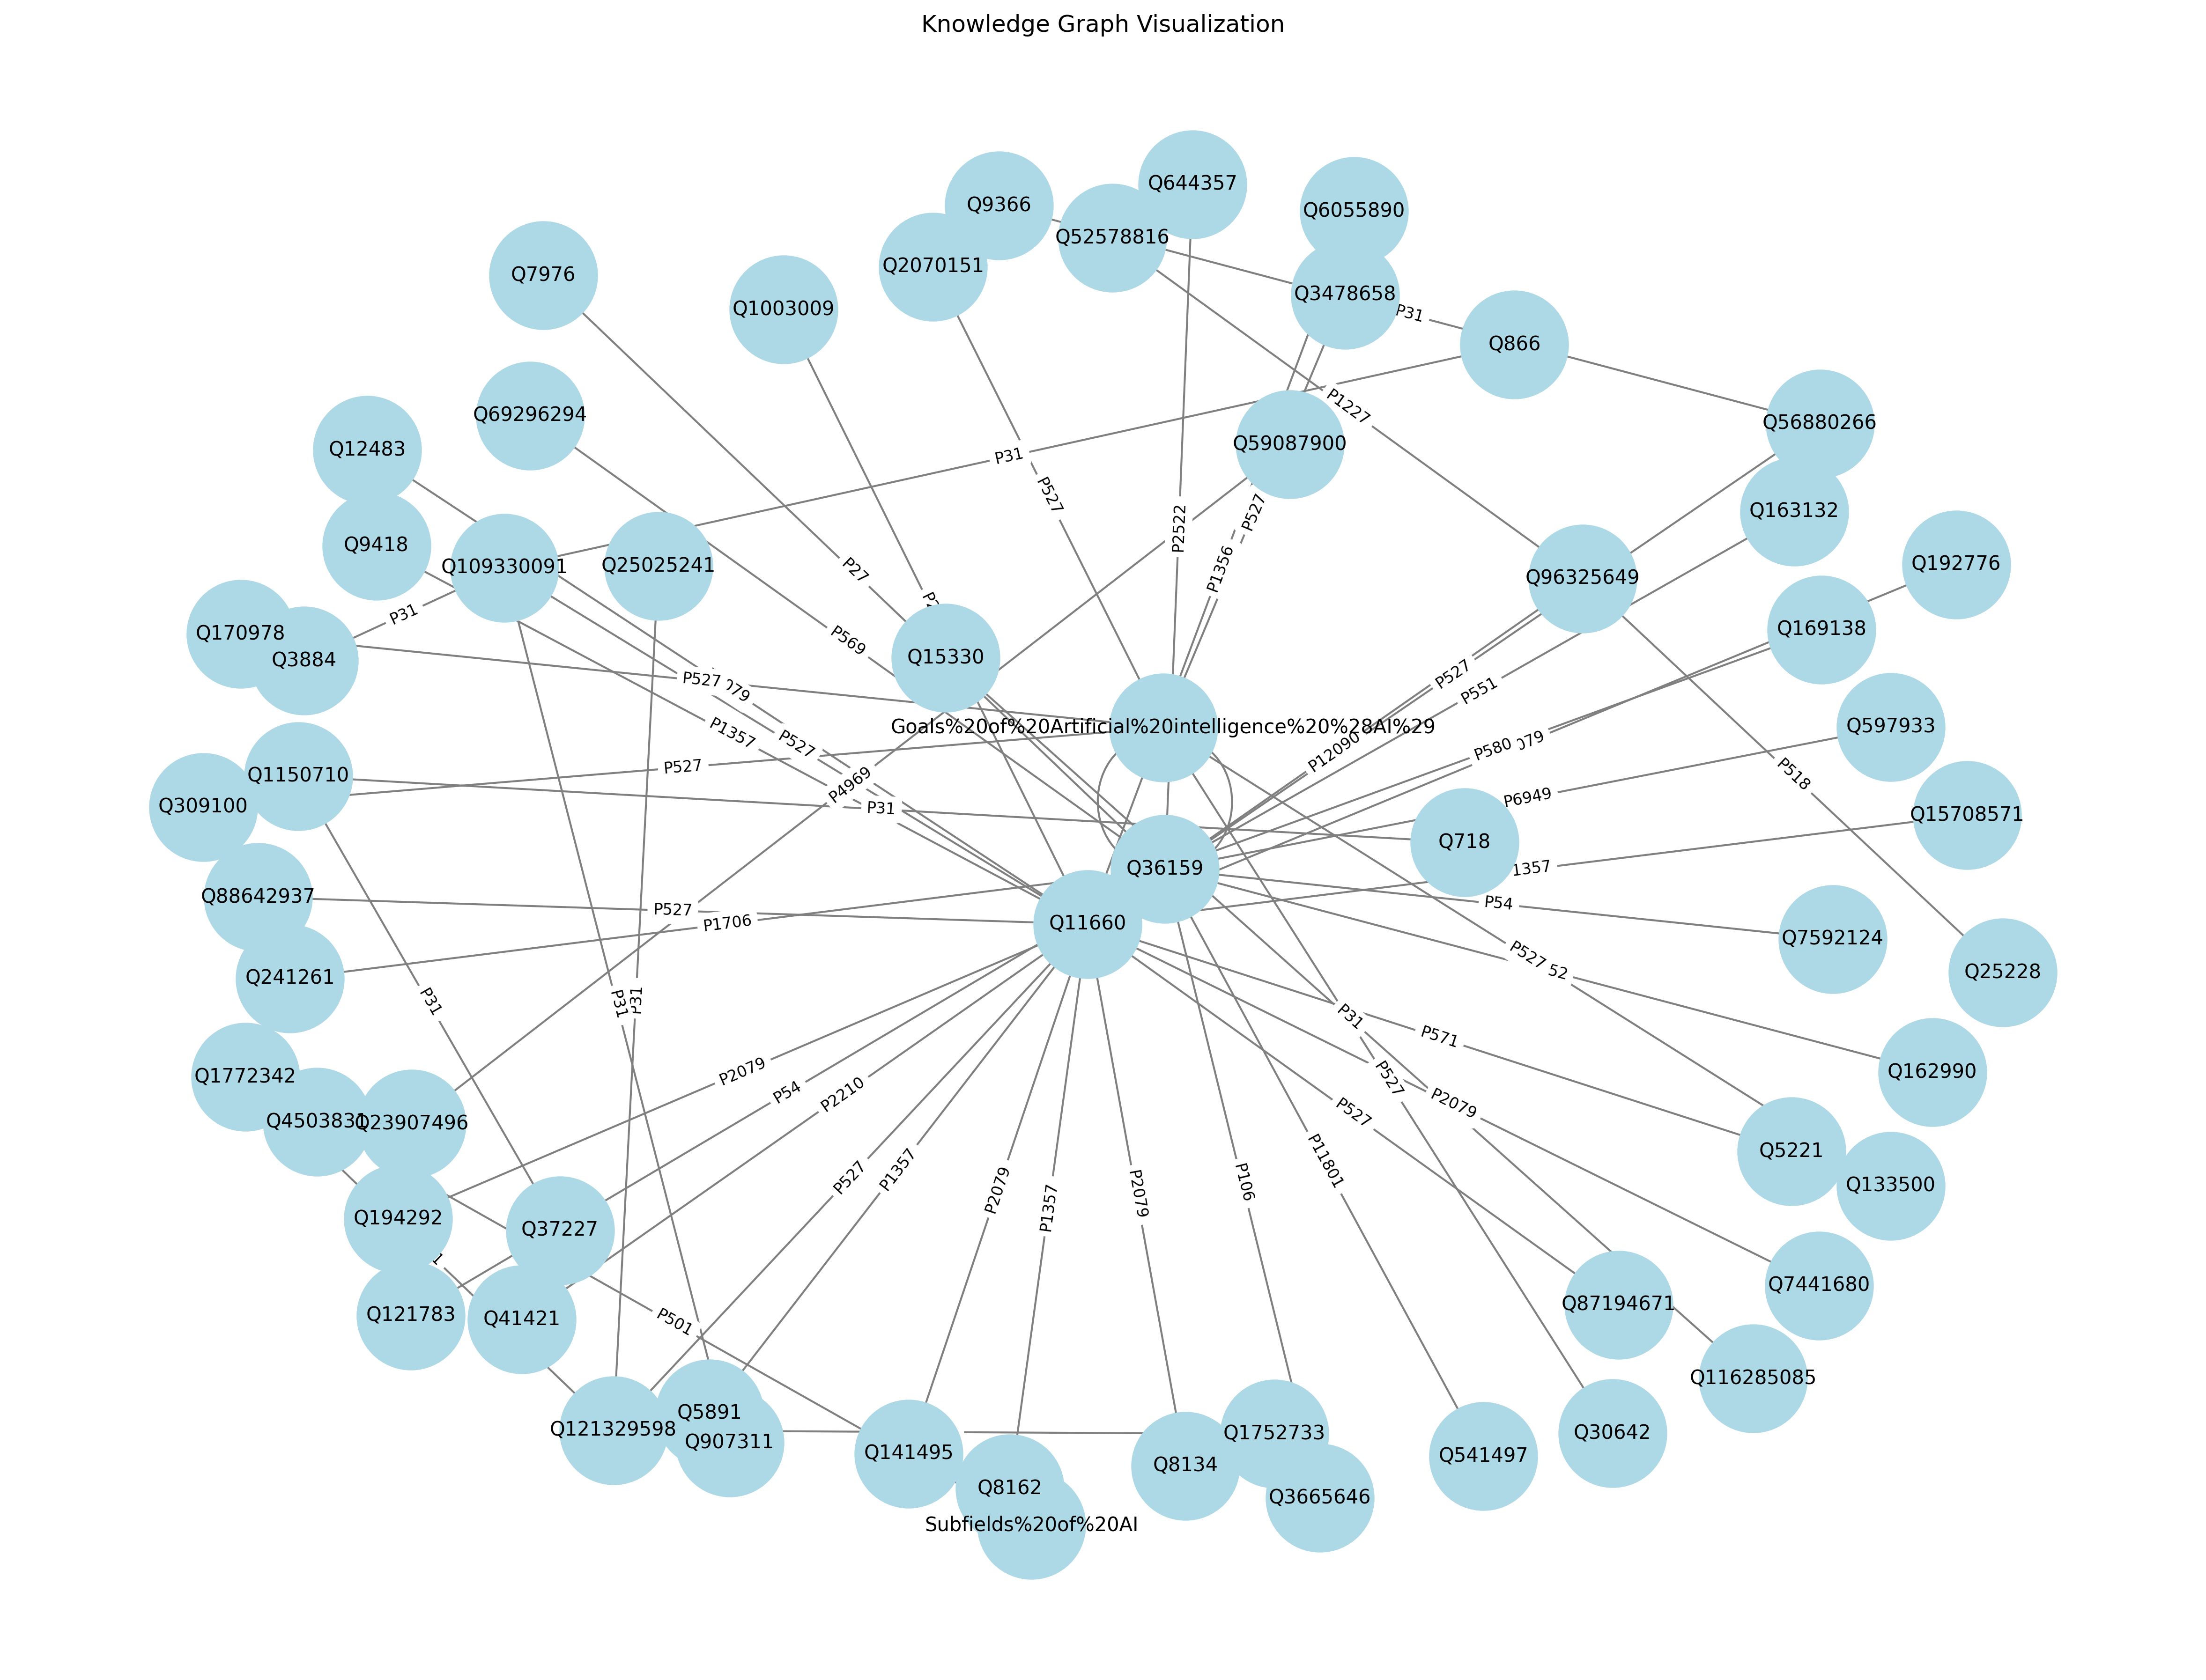 Knowledge Graph Visualization
Q644357
Q9366
Q6055890
Q52578816
Q2070151
Q7976
Q3478658
Q1003009
P31
Q866
P1227
Q69296294
Q56880266
Q59087900
Q12483
P31
P527
P527
Q163132
P2522
Q9418
Q109330091
Q25025241
P1356
Q192776
P27
Q96325649
P31
Q170978
P569
Q169138
Q3884
Q15330
P527
P527
P551
Goals%20of%20Artificial%20intelligence%20%28AI%29
Q597933
P1357
P527
P580
P12090
P527
Q1150710
P4969
P518
P6949
Q309100
P31
Q15708571
Q718
Q36159
Q88642937
P54
P527
P1706
Q11660
Q7592124
P527
Q241261
Q25228
P31
P31
P31
P31
P571
Q1772342
P2079
Q162990
P527
P54
P2210
P2079
P527
Q4503831
Q23907496
Q5221
P527
P1357
P11801
P106
P2079
P2079
Q133500
P1357
Q194292
Q37227
Q7441680
Q87194671
Q121783
Q41421
P501
Q116285085
Q5891
Q121329598
Q907311
Q1752733
Q30642
Q141495
Q541497
Q8134
Q8162
Q3665646
Subfields%20of%20AI